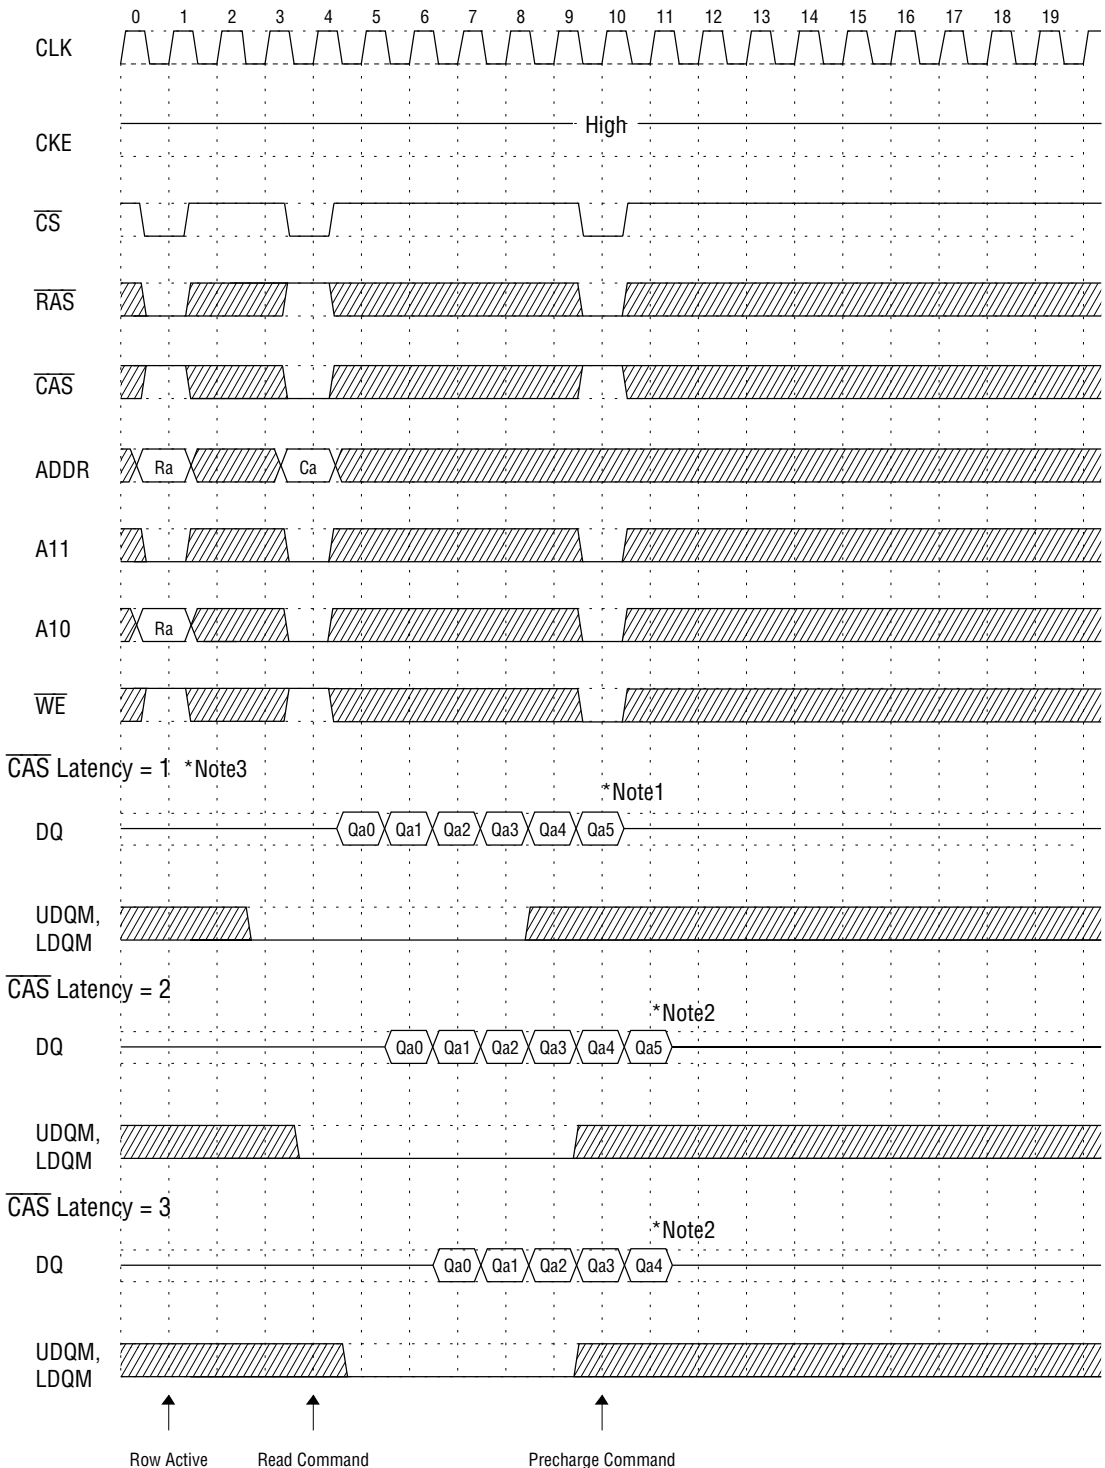 0 1 2 3 4 5 6 7 8 9 10 11 12 13 14 15 16 17 18 19
CLK
High
CKE
CS
RAS
CAS
ADDR Ra Ca
A11
A10 Ra
WE
CAS Latency = 1 *Note3
*Note1
DQ Qa0 Qa1 Qa2 Qa3 Qa4 Qa5
UDQM,
LDQM
CAS Latency = 2
*Note2
DQ Qa0 Qa1 Qa2 Qa3 Qa4 Qa5
UDQM,
LDQM
CAS Latency = 3
*Note2
DQ Qa0 Qa1 Qa2 Qa3 Qa4
UDQM,
LDQM
Row Active Read Command Precharge Command